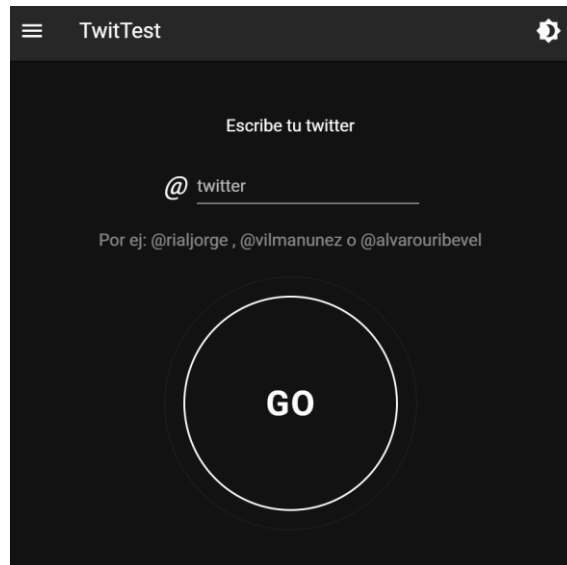 TwitTest
Escribe tu twitter
@ twitter
Por ej: @rialjorge , @vilmanunez o @alvarouribevel
GO